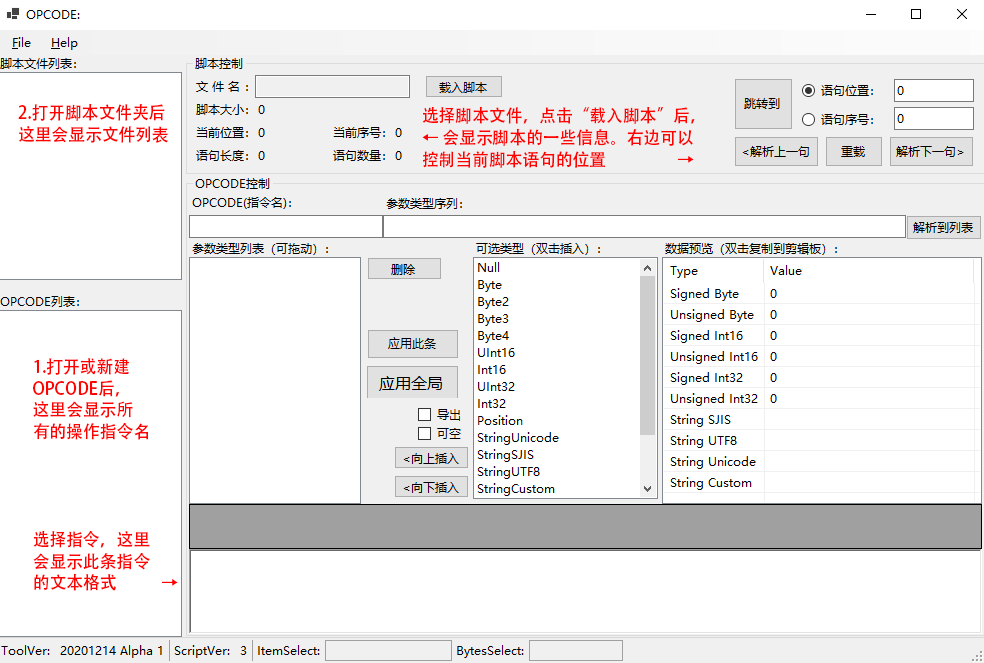 OPCODE:
File Help
脚本文件列表:
2.打开脚本文件夹后
这里会显示文件列表
OPCODE列表:
1.打开或新建
OPCODE后,
这里会显示所
有的操作指令名
选择指令，这里
会显示此条指令
的文本格式 →
脚本控制
文 件 名 : 载入脚本
脚本大小: 0
当前位置: 0 当前序号: 0
语句长度: 0 语句数量: 0
选择脚本文件，点击“载入脚本”后,
← 会显示脚本的一些信息。右边可以
控制当前脚本语句的位置 →
跳转到 语句位置: 0
语句序号: 0
<解析上一句 重载 解析下一句>
OPCODE控制
OPCODE(指令名): 参数类型序列:
解析到列表
参数类型列表（可拖动）:
删除
应用此条
应用全局
导出
可空
<向上插入
<向下插入
可选类型（双击插入）:
Null
Byte
Byte2
Byte3
Byte4
UInt16
Int16
UInt32
Int32
Position
StringUnicode
StringSJIS
StringUTF8
StringCustom
数据预览（双击复制到剪辑板）:
Type Value
Signed Byte 0
Unsigned Byte 0
Signed Int16 0
Unsigned Int16 0
Signed Int32 0
Unsigned Int32 0
String SJIS
String UTF8
String Unicode
String Custom
ToolVer: 20201214 Alpha 1 ScriptVer: 3 ItemSelect: BytesSelect: